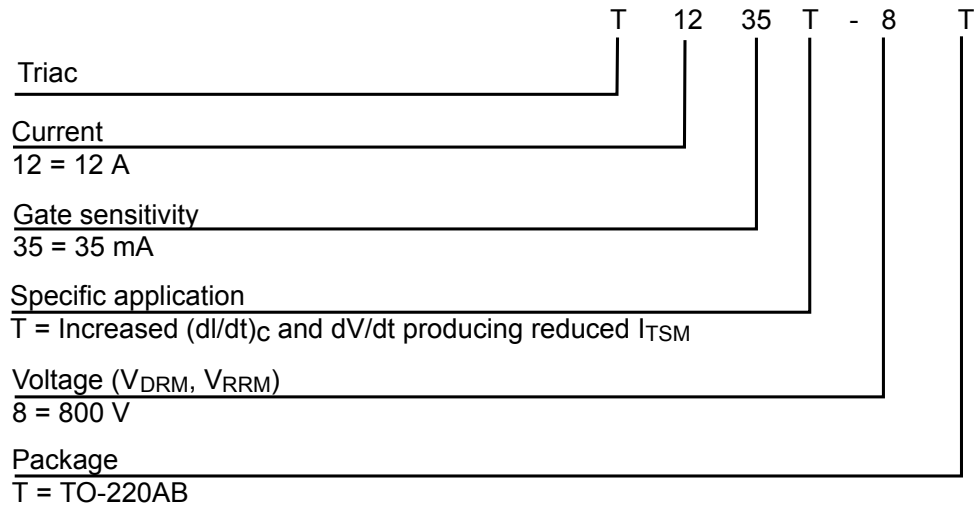 T 12 35 T - 8 T
Triac
Current
12 = 12 A
Gate sensitivity
35 = 35 mA
Specific application
T = Increased (dI/dt)c and dV/dt producing reduced ITSM
Voltage (VDRM, VRRM)
8 = 800 V
Package
T = TO-220AB